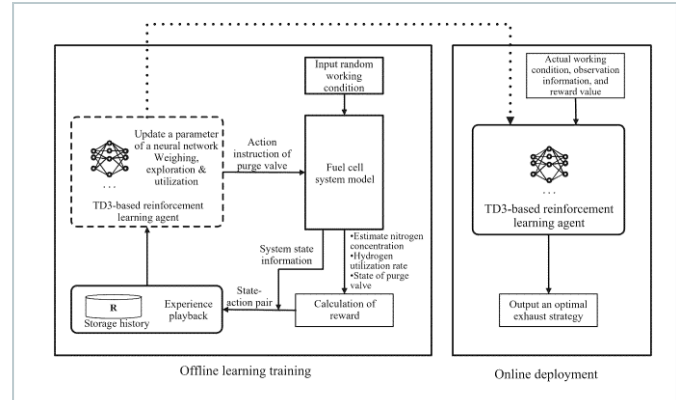 Input random
working
condition
Update a parameter
of a neural network
Weighing,
exploration &
utilization
...
TD3-based reinforcement
learning agent
Action
instruction of
purge valve
Fuel cell
system model
System state
information
•Estimate nitrogen
concentration
•Hydrogen
utilization rate
•State of purge
valve
State-
action pair
Calculation of
reward
R
Storage history
Experience
playback
Offline learning training
Actual working
condition, observation
information, and
reward value
...
TD3-based reinforcement
learning agent
Output an optimal
exhaust strategy
Online deployment